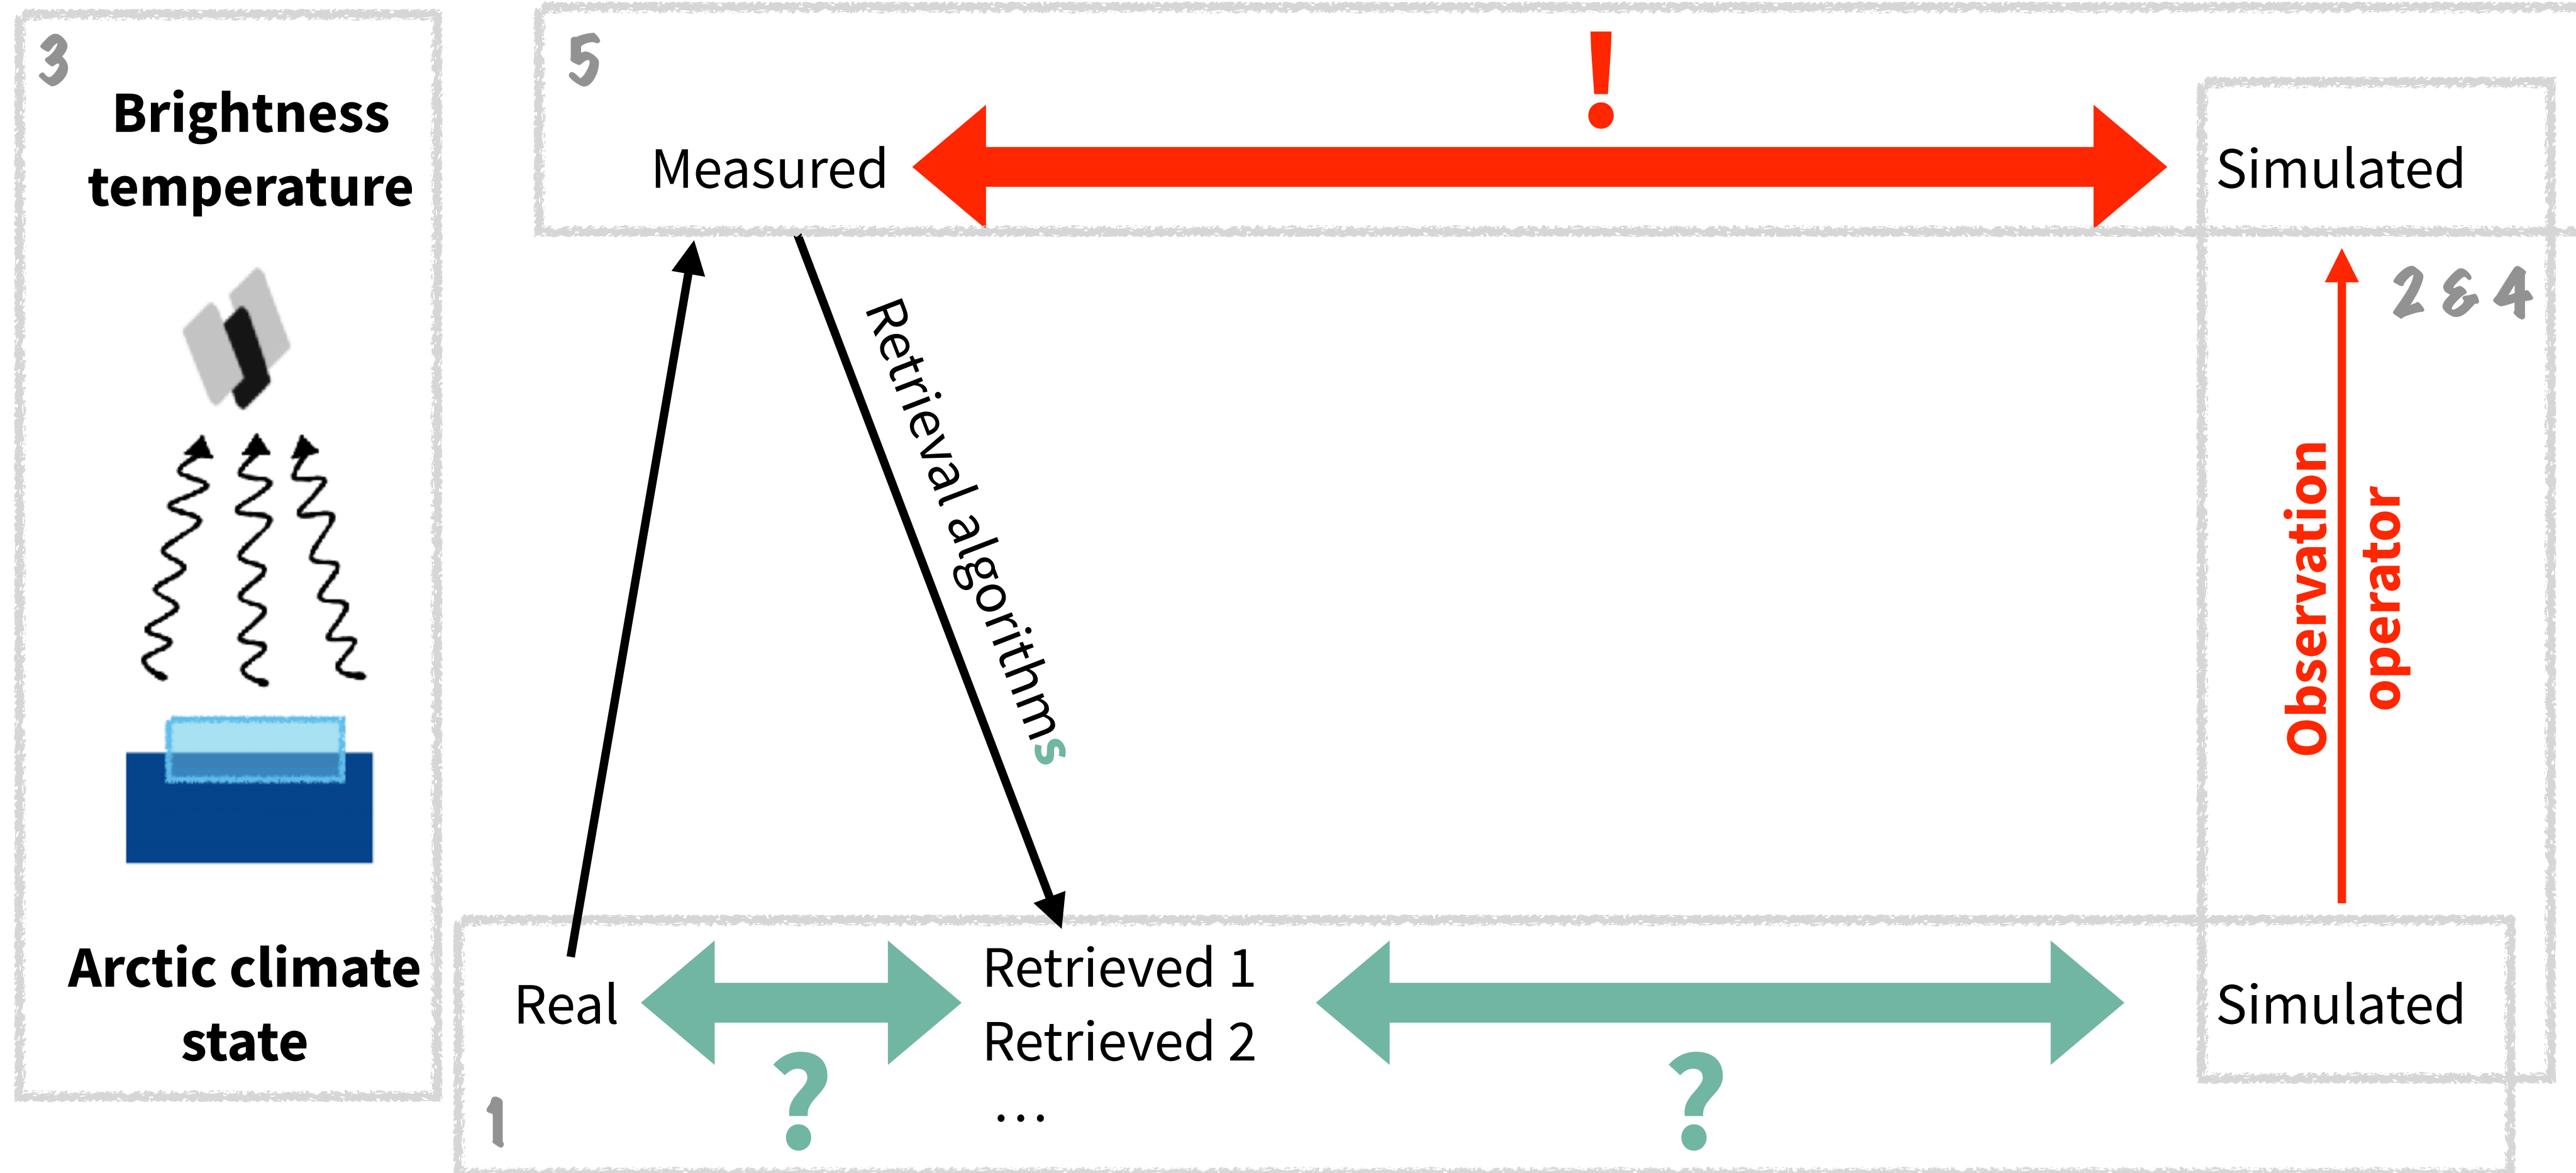 3
Brightness
temperature
Arctic climate
state
5
!
Measured
Simulated
2 & 4
Retrieval algorithms
Observation
operator
Real
Retrieved 1
Retrieved 2
...
Simulated
?
?
1